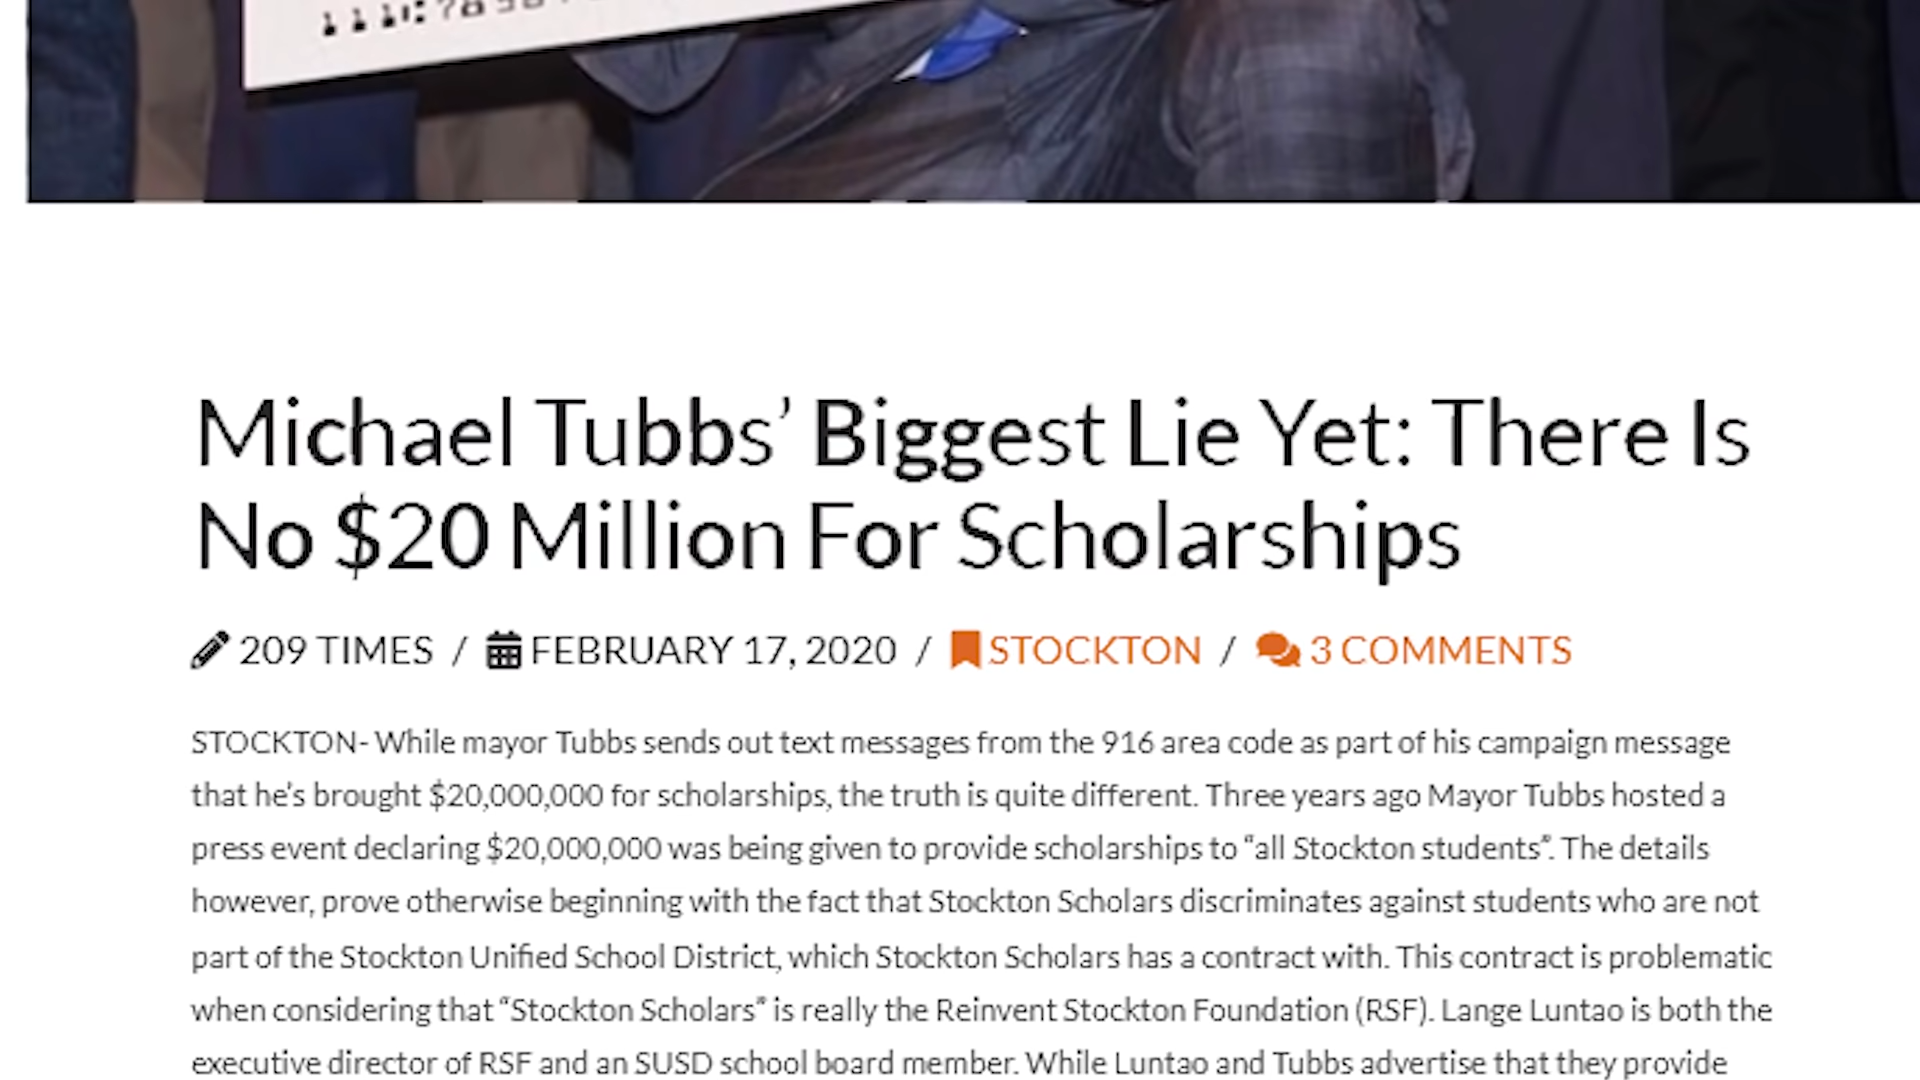 Michael Tubbs’ Biggest Lie Yet: There Is
No $20 Million For Scholarships
209 TIMES / FEBRUARY 17, 2020 / STOCKTON / 3 COMMENTS
STOCKTON- While mayor Tubbs sends out text messages from the 916 area code as part of his campaign message
that he’s brought $20,000,000 for scholarships, the truth is quite different. Three years ago Mayor Tubbs hosted a
press event declaring $20,000,000 was being given to provide scholarships to “all Stockton students”. The details
however, prove otherwise beginning with the fact that Stockton Scholars discriminates against students who are not
part of the Stockton Unified School District, which Stockton Scholars has a contract with. This contract is problematic
when considering that “Stockton Scholars” is really the Reinvent Stockton Foundation (RSF). Lange Luntao is both the
executive director of RSF and an SUSD school board member. While Luntao and Tubbs advertise that they provide